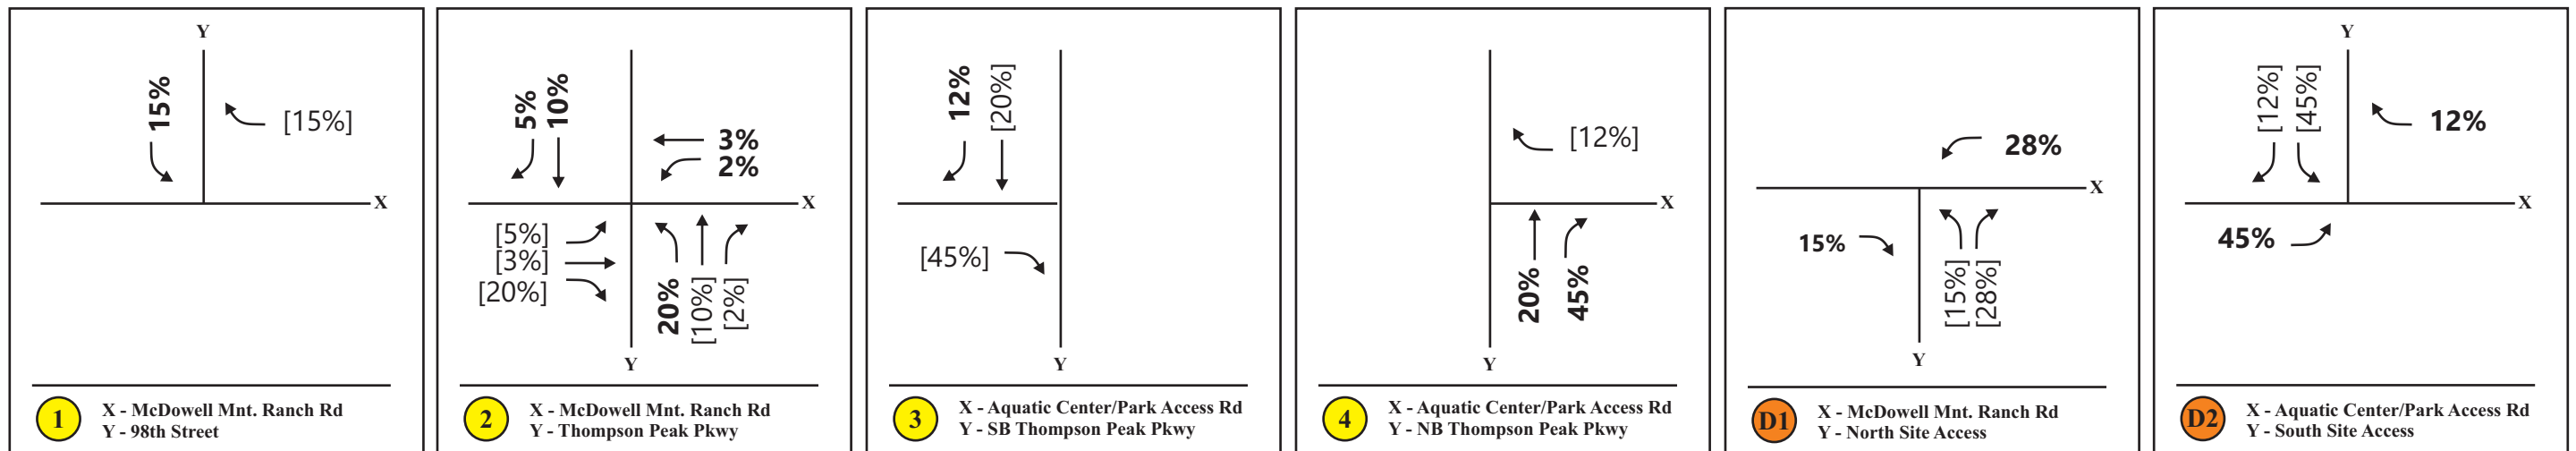 Y
15%
[15%]
X
1
X - McDowell Mnt. Ranch Rd
Y - 98th Street
5%
10%
3%
2%
X
[5%]
[3%]
[20%]
20%
[10%]
[2%]
Y
2
X - McDowell Mnt. Ranch Rd
Y - Thompson Peak Pkwy
12%
[20%]
[45%]
Y
3
X - Aquatic Center/Park Access Rd
Y - SB Thompson Peak Pkwy
[12%]
X
20%
45%
Y
4
X - Aquatic Center/Park Access Rd
Y - NB Thompson Peak Pkwy
28%
X
15%
[15%]
[28%]
Y
D1
X - McDowell Mnt. Ranch Rd
Y - North Site Access
Y
[12%]
[45%]
12%
X
45%
D2
X - Aquatic Center/Park Access Rd
Y - South Site Access